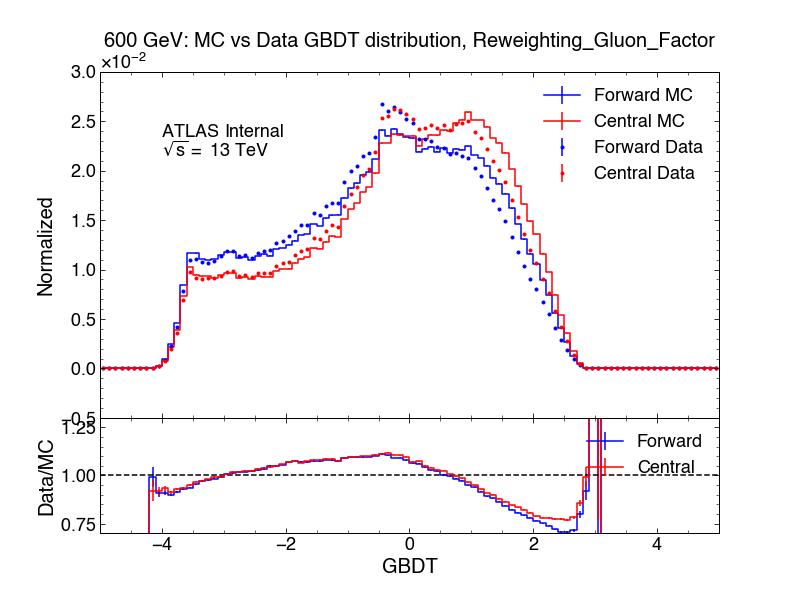 600 GeV: MC vs Data GBDT distribution, Reweighting_Gluon_Factor
×10⁻²
3.0
2.5
2.0
1.5
1.0
0.5
0.0
−0.5
Normalized
ATLAS Internal
√s = 13 TeV
Forward MC
Central MC
Forward Data
Central Data
1.25
1.00
0.75
Data/MC
Forward
Central
−4 −2 0 2 4
GBDT